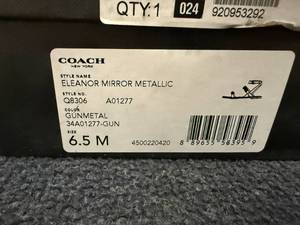 QTY:1 024 920953292
COACH
NEW YORK
STYLE NAME
ELEANOR MIRROR METALLIC
STYLE NO.
Q8306 A01277
COLOR
GUNMETAL
34A01277-GUN
SIZE
6.5 M
4500220420
8 89655 58395 9